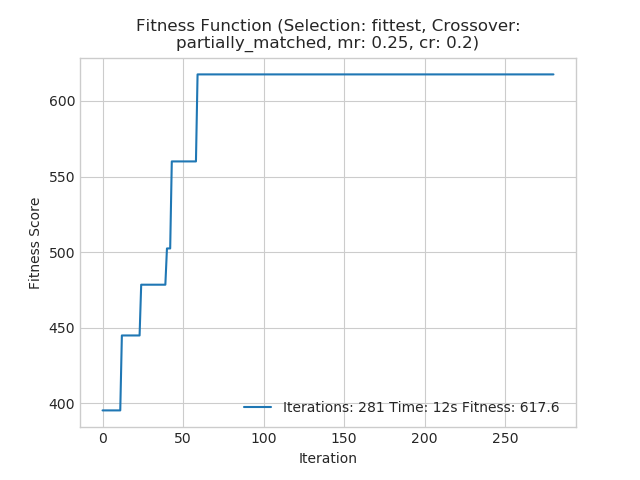 Fitness Function (Selection: fittest, Crossover:
partially_matched, mr: 0.25, cr: 0.2)
Fitness Score
600
550
500
450
400
Iterations: 281 Time: 12s Fitness: 617.6
0 50 100 150 200 250
Iteration